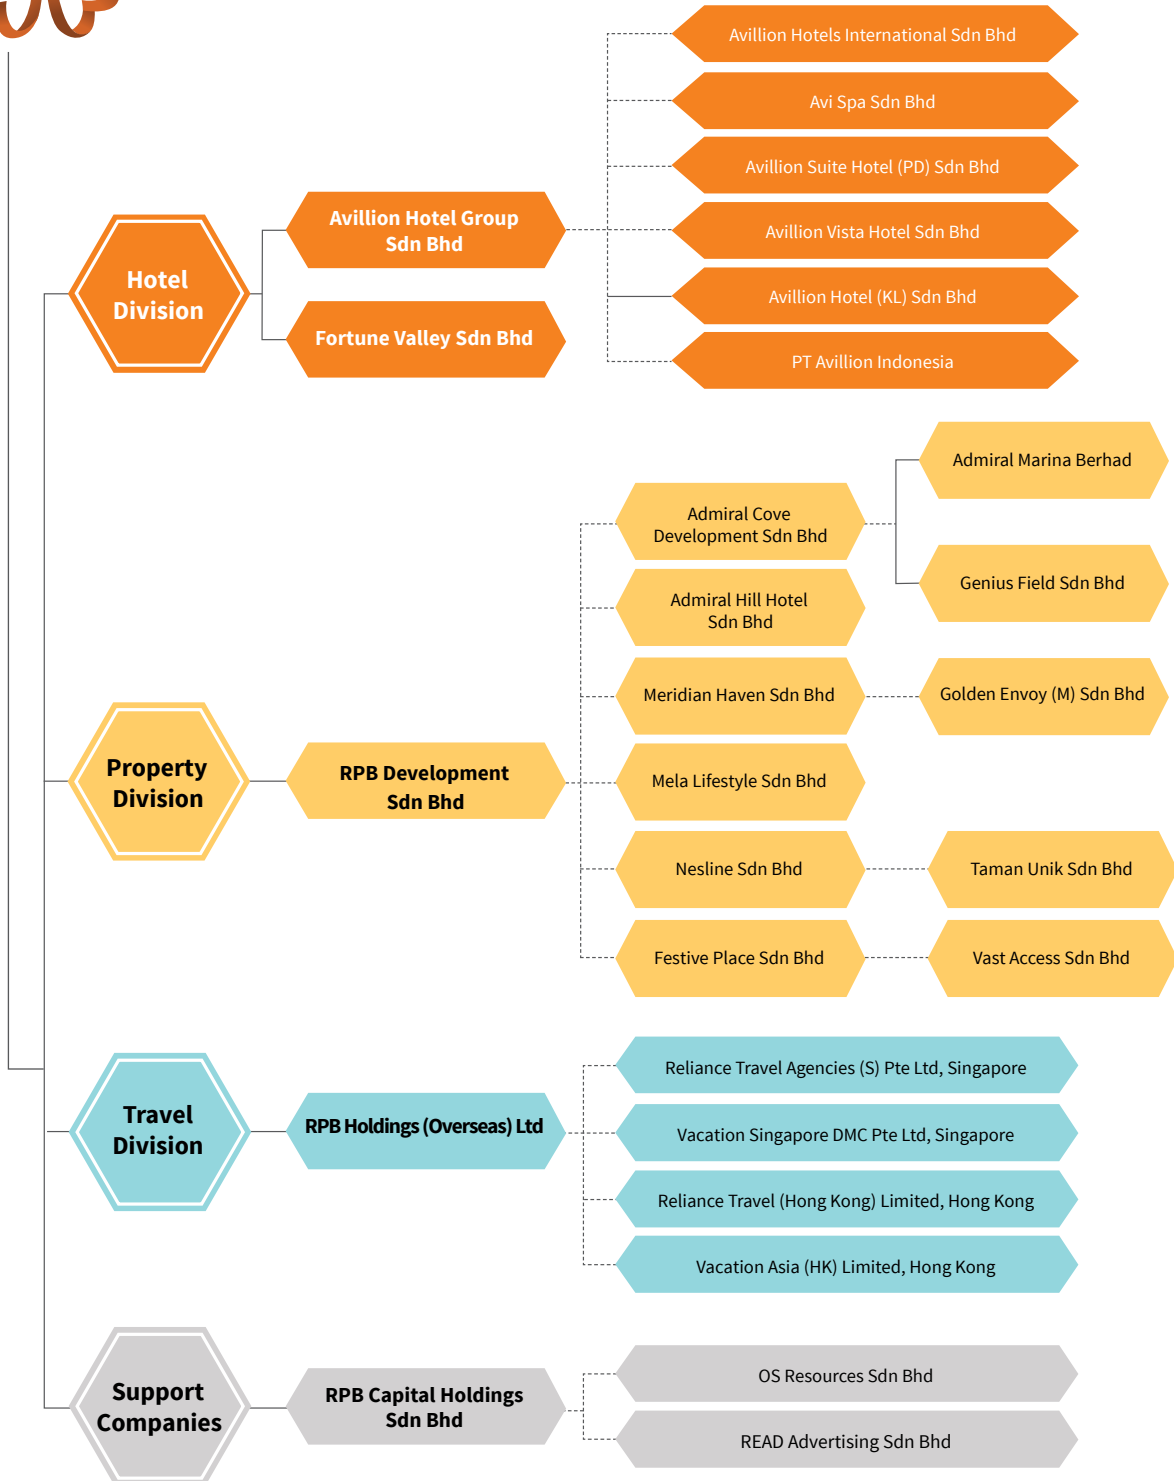 Hotel
Division
Avillion Hotel Group
Sdn Bhd
Fortune Valley Sdn Bhd
Avillion Hotels International Sdn Bhd
Avi Spa Sdn Bhd
Avillion Suite Hotel (PD) Sdn Bhd
Avillion Vista Hotel Sdn Bhd
Avillion Hotel (KL) Sdn Bhd
PT Avillion Indonesia
Property
Division
RPB Development
Sdn Bhd
Admiral Cove
Development Sdn Bhd
Admiral Marina Berhad
Genius Field Sdn Bhd
Admiral Hill Hotel
Sdn Bhd
Meridian Haven Sdn Bhd
Golden Envoy (M) Sdn Bhd
Mela Lifestyle Sdn Bhd
Nesline Sdn Bhd
Taman Unik Sdn Bhd
Festive Place Sdn Bhd
Vast Access Sdn Bhd
Travel
Division
RPB Holdings (Overseas) Ltd
Reliance Travel Agencies (S) Pte Ltd, Singapore
Vacation Singapore DMC Pte Ltd, Singapore
Reliance Travel (Hong Kong) Limited, Hong Kong
Vacation Asia (HK) Limited, Hong Kong
Support
Companies
RPB Capital Holdings
Sdn Bhd
OS Resources Sdn Bhd
READ Advertising Sdn Bhd